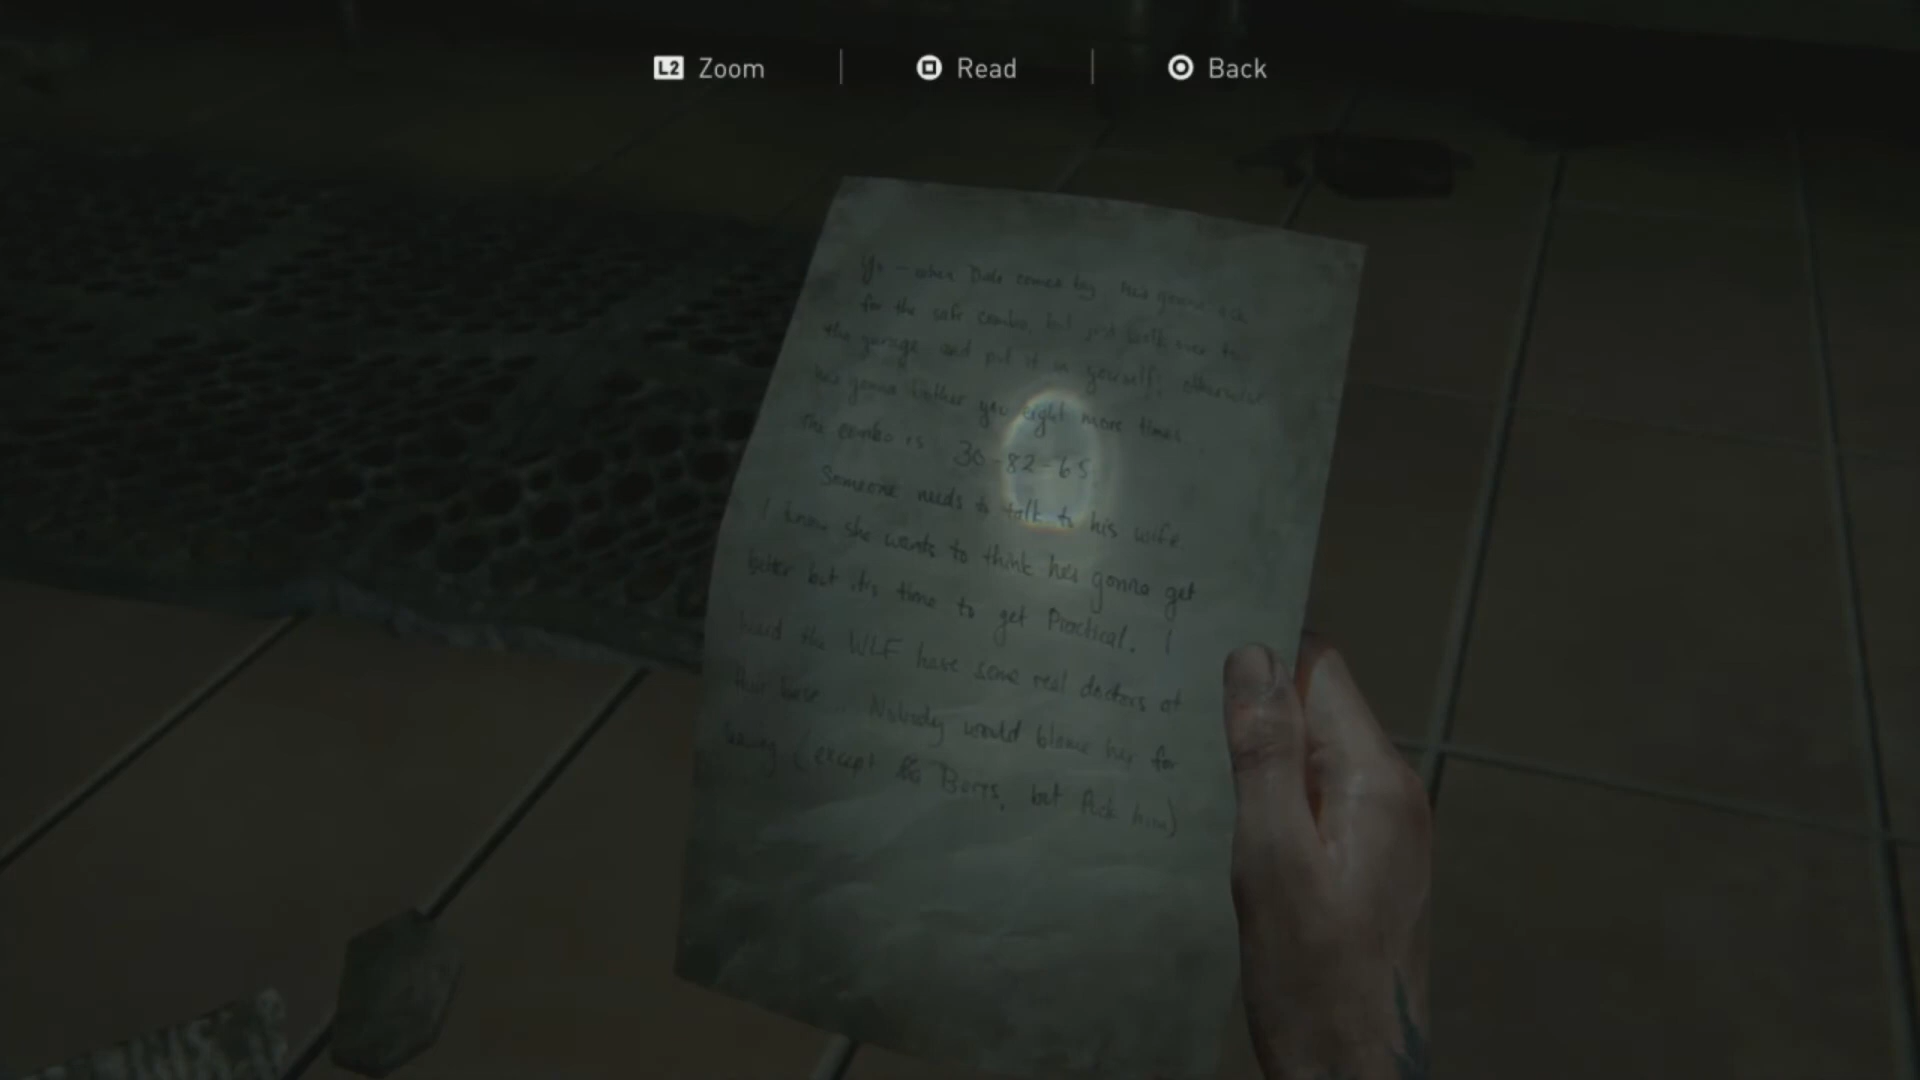 L2 Zoom
Read
Back
Yo - when Dale comes by, he's gonna ask
for the safe combo, but just walk over to
the garage and put it in yourself; otherwise
he's gonna bother you eight more times.
The combo is 30-82-65.
Someone needs to talk to his wife.
I know she wants to think he's gonna get
better but it's time to get Practical. I
heard the WLF have some real doctors at
their base. Nobody would blame her for
leaving (except Boris, but fuck him)